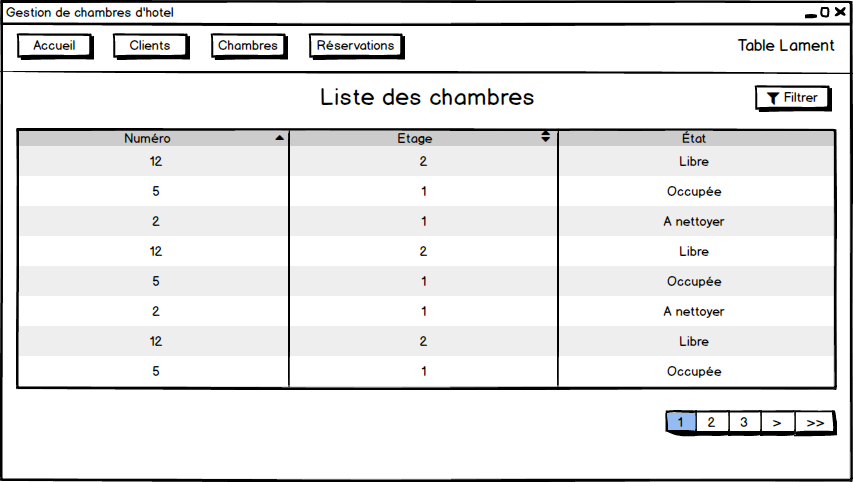 Gestion de chambres d'hotel
Accueil Clients Chambres Réservations Table Lament
Liste des chambres Filtrer
Numéro Etage État
12 2 Libre
5 1 Occupée
2 1 A nettoyer
12 2 Libre
5 1 Occupée
2 1 A nettoyer
12 2 Libre
5 1 Occupée
1 2 3 > >>